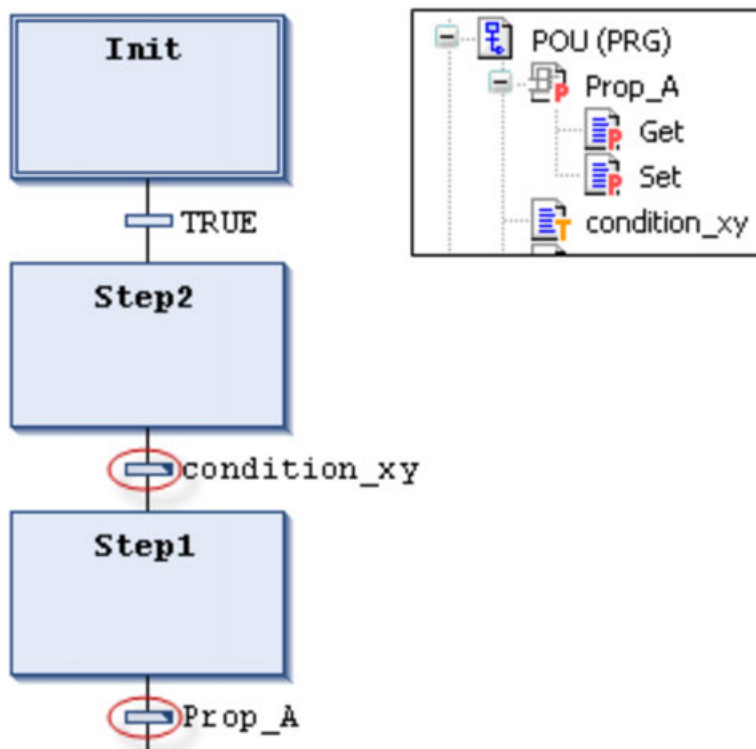 Init
TRUE
Step2
condition_xy
Step1
Prop_A
POU (PRG)
Prop_A
Get
Set
condition_xy